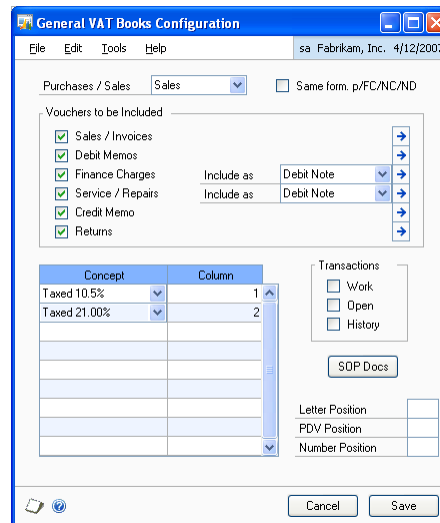 General VAT Books Configuration
File Edit Tools Help sa Fabrikam, Inc. 4/12/2007
Purchases / Sales Sales Same form. p/FC/NC/ND
Vouchers to be Included
Sales / Invoices
Debit Memos
Finance Charges Include as Debit Note
Service / Repairs Include as Debit Note
Credit Memo
Returns
Concept Column
Taxed 10.5% 1
Taxed 21.00% 2
Transactions
Work
Open
History
SOP Docs
Letter Position
PDV Position
Number Position
Cancel Save